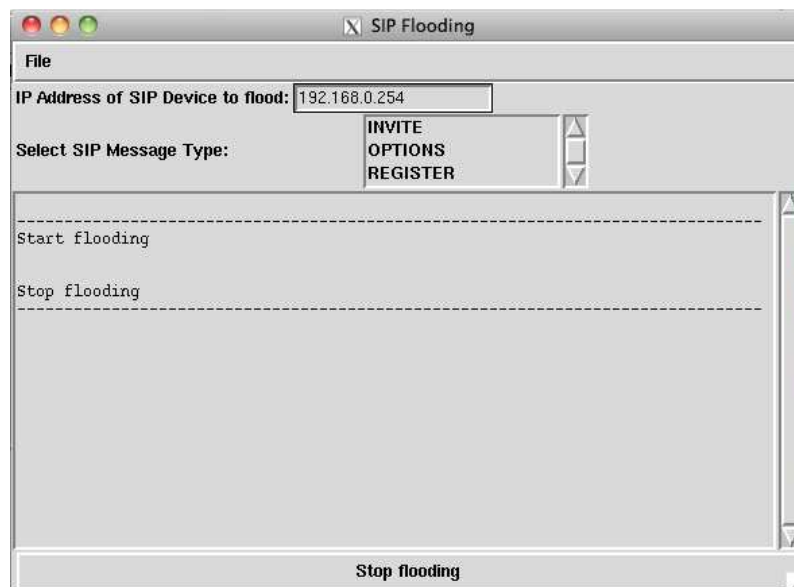 SIP Flooding
File
IP Address of SIP Device to flood: 192.168.0.254
Select SIP Message Type:
INVITE
OPTIONS
REGISTER
--------------------------------------------------------------------------------
Start flooding
Stop flooding
--------------------------------------------------------------------------------
Stop flooding